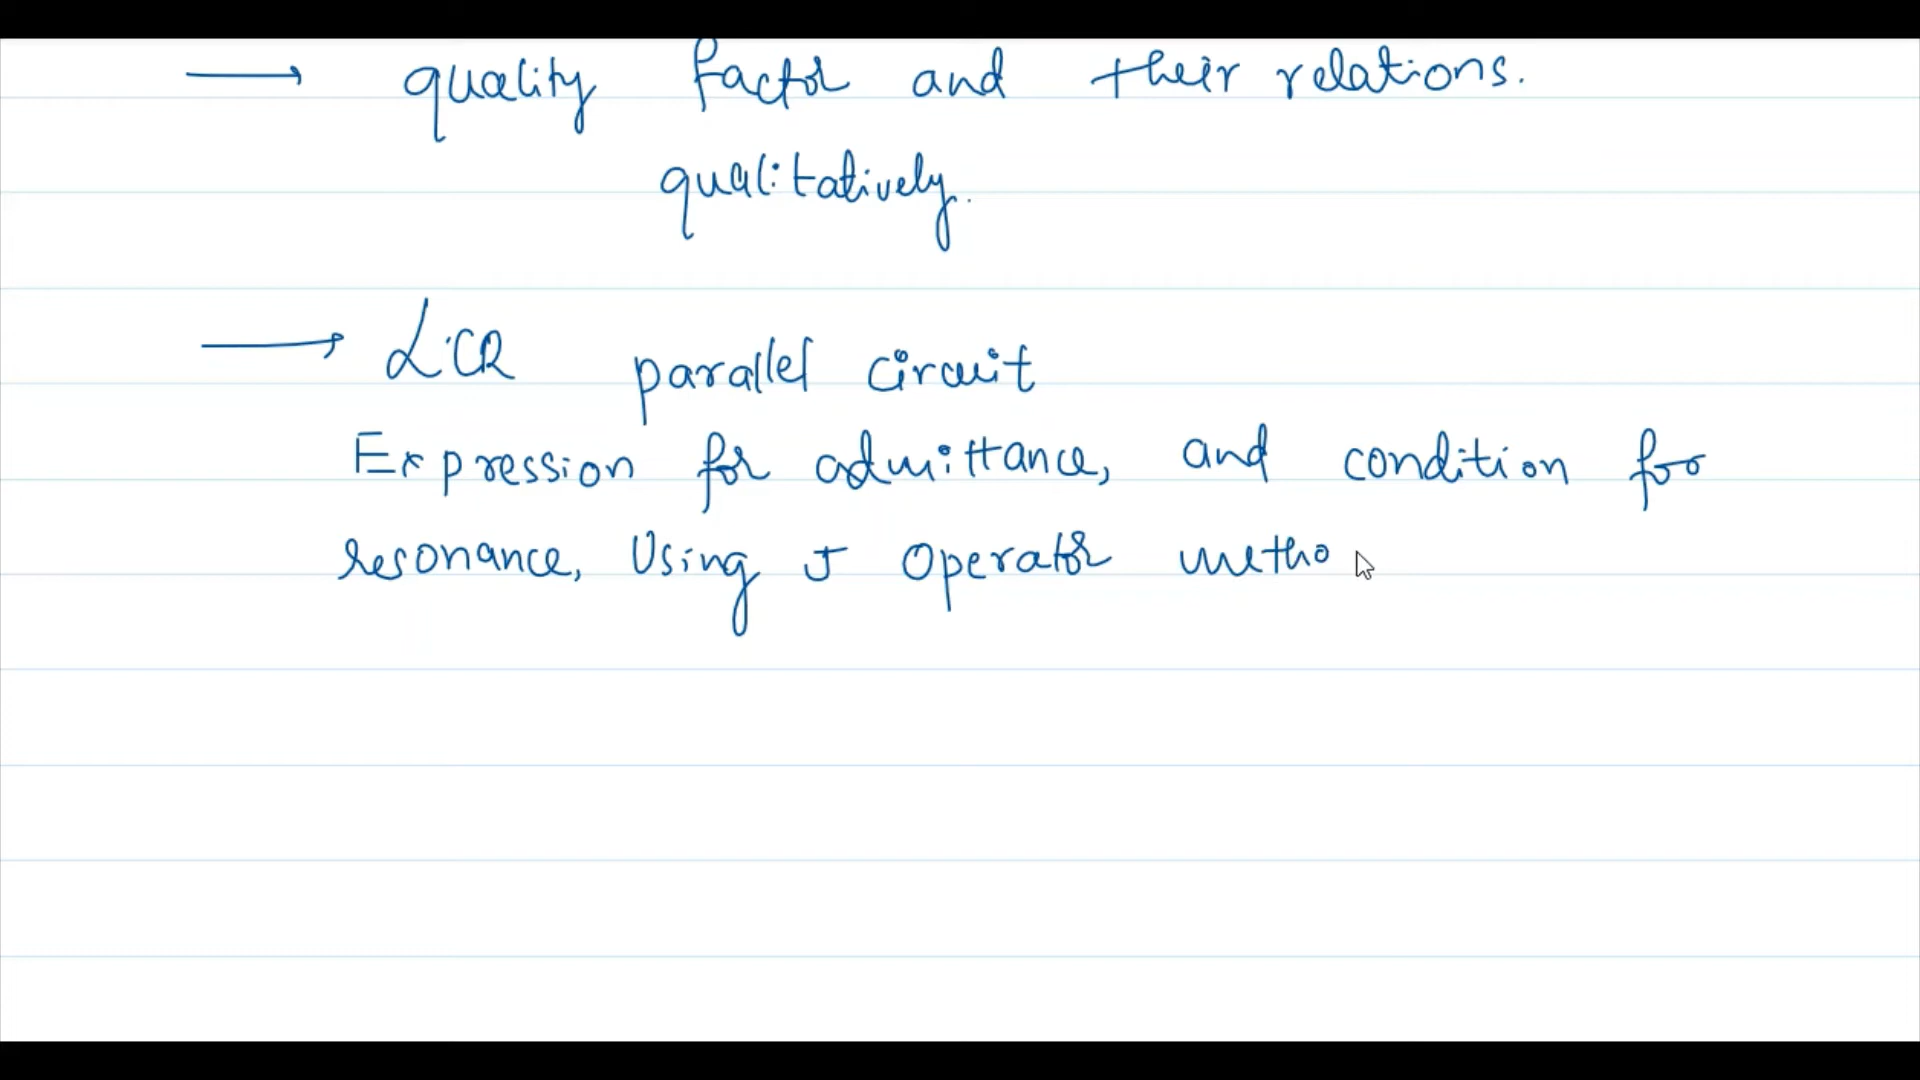 → quality factor and their relations.
qualitatively.
→ LCR parallel circuit
Expression for admittance, and condition for
resonance, Using J Operator metho